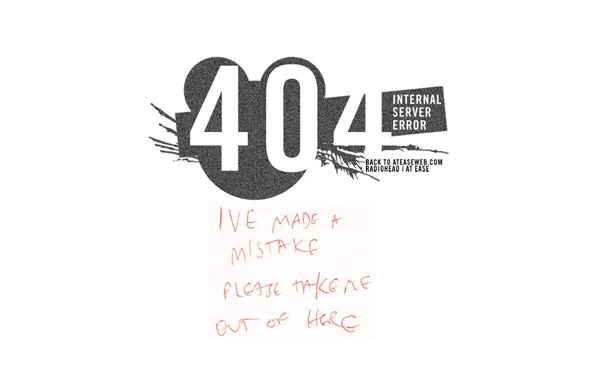 404
INTERNAL
SERVER
ERROR
BACK TO ATEASEWEB.COM
RADIOHEAD | AT EASE
I'VE MADE A
MISTAKE
PLEASE TAKE ME
OUT OF HERE